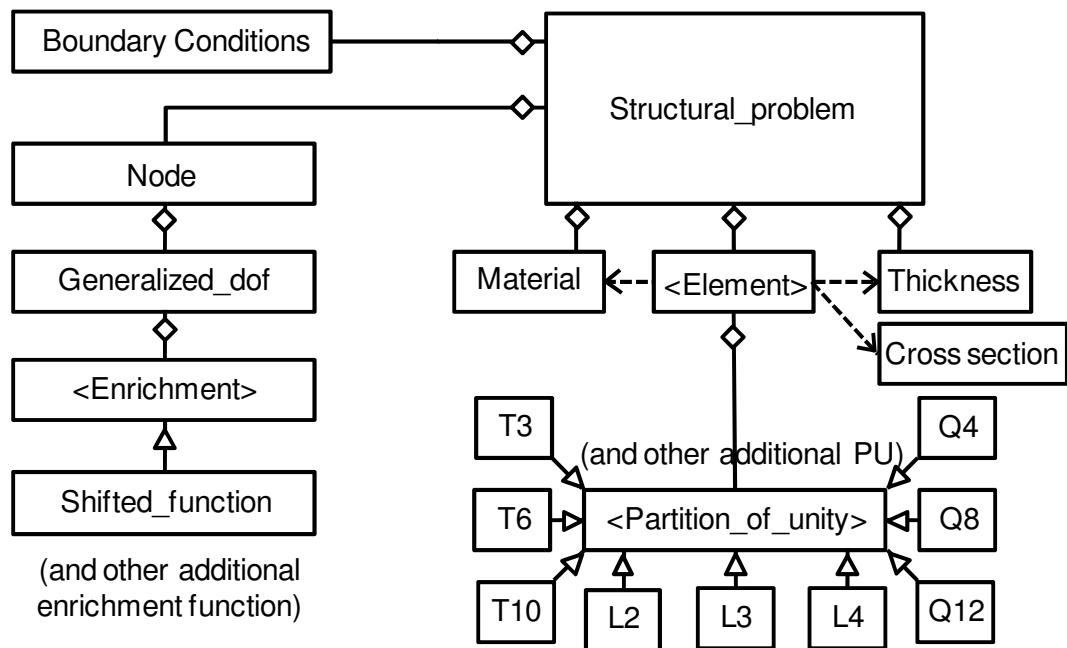 Boundary Conditions
Structural_problem
Node
Generalized_dof
Material
<Element>
Thickness
Cross section
<Enrichment>
T3
Q4
(and other additional PU)
Shifted_function
T6
<Partition_of_unity>
Q8
(and other additional
enrichment function)
T10
L2
L3
L4
Q12